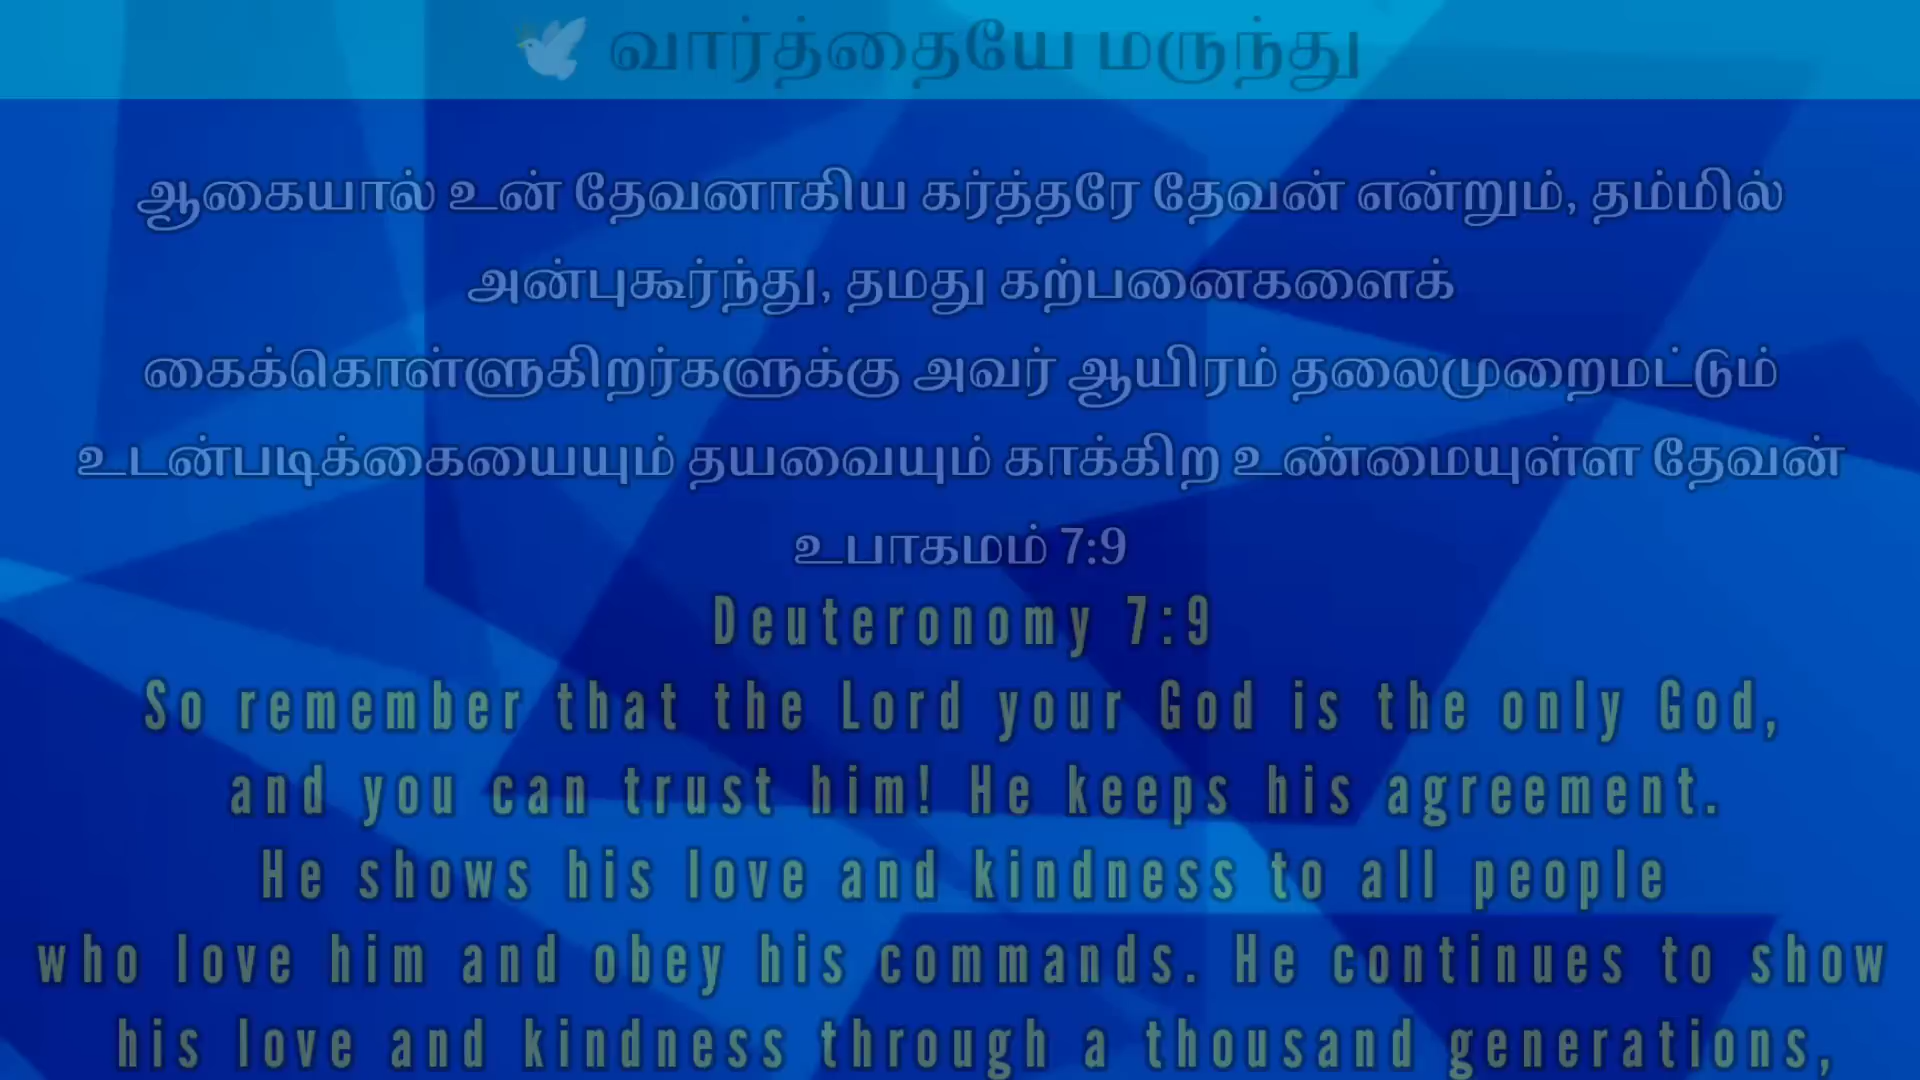 🕊 வார்த்தையே மருந்து
ஆகையால் உன் தேவனாகிய கர்த்தரே தேவன் என்றும், தம்மில்
அன்புகூர்ந்து, தமது கற்பனைகளைக்
கைக்கொள்ளுகிறர்களுக்கு அவர் ஆயிரம் தலைமுறைமட்டும்
உடன்படிக்கையையும் தயவையும் காக்கிற உண்மையுள்ள தேவன்
உபாகமம் 7:9
Deuteronomy 7:9
So remember that the Lord your God is the only God,
and you can trust him! He keeps his agreement.
He shows his love and kindness to all people
who love him and obey his commands. He continues to show
his love and kindness through a thousand generations,